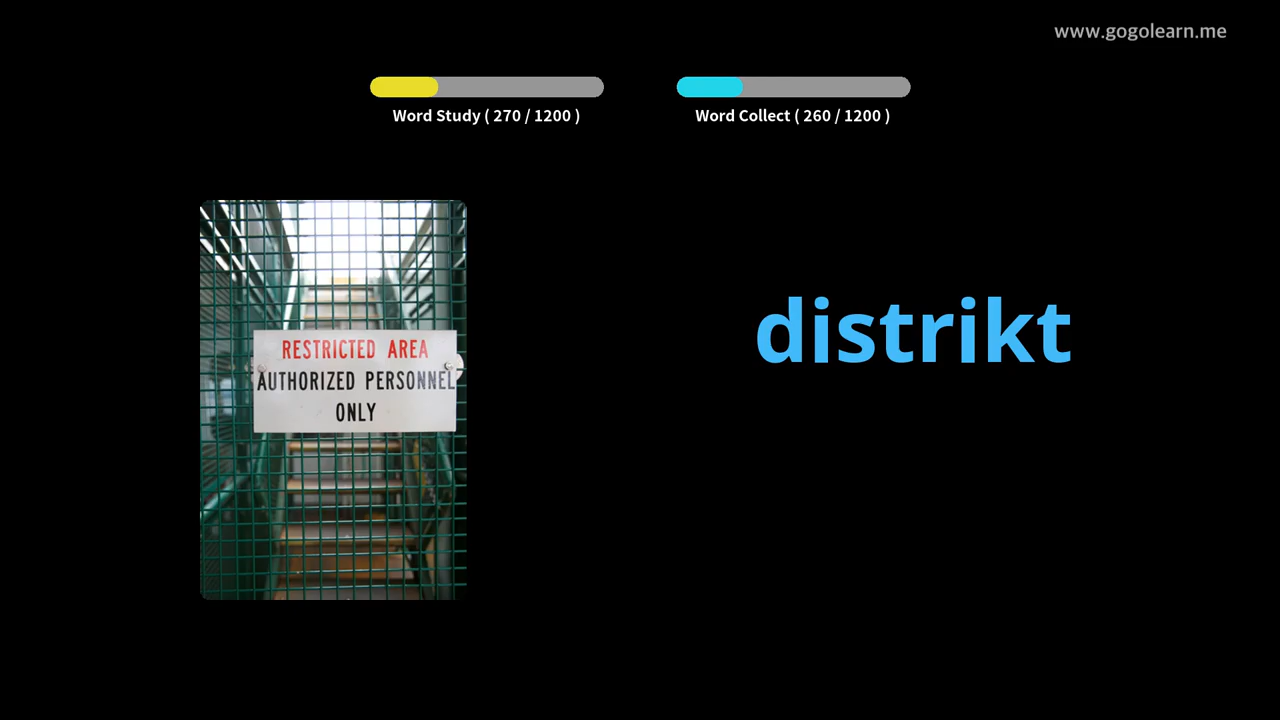 www.gogolearn.me
Word Study ( 270 / 1200 )
Word Collect ( 260 / 1200 )
RESTRICTED AREA
AUTHORIZED PERSONNEL
ONLY
distrikt